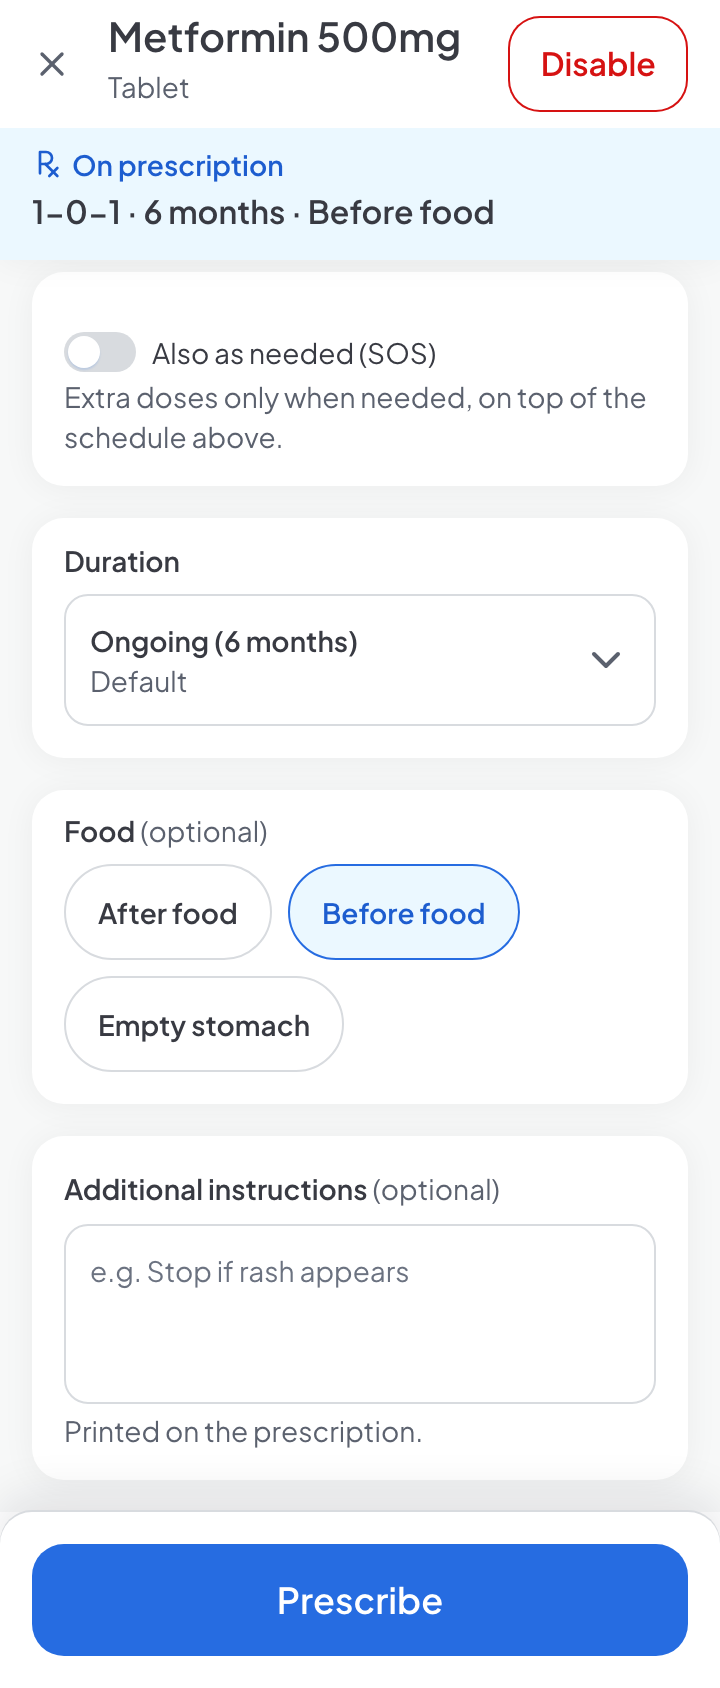 Metformin 500mg
Tablet
Disable
On prescription
1–0–1 · 6 months · Before food
Also as needed (SOS)
Extra doses only when needed, on top of the
schedule above.
Duration
Ongoing (6 months)
Default
Food (optional)
After food
Before food
Empty stomach
Additional instructions (optional)
e.g. Stop if rash appears
Printed on the prescription.
Prescribe